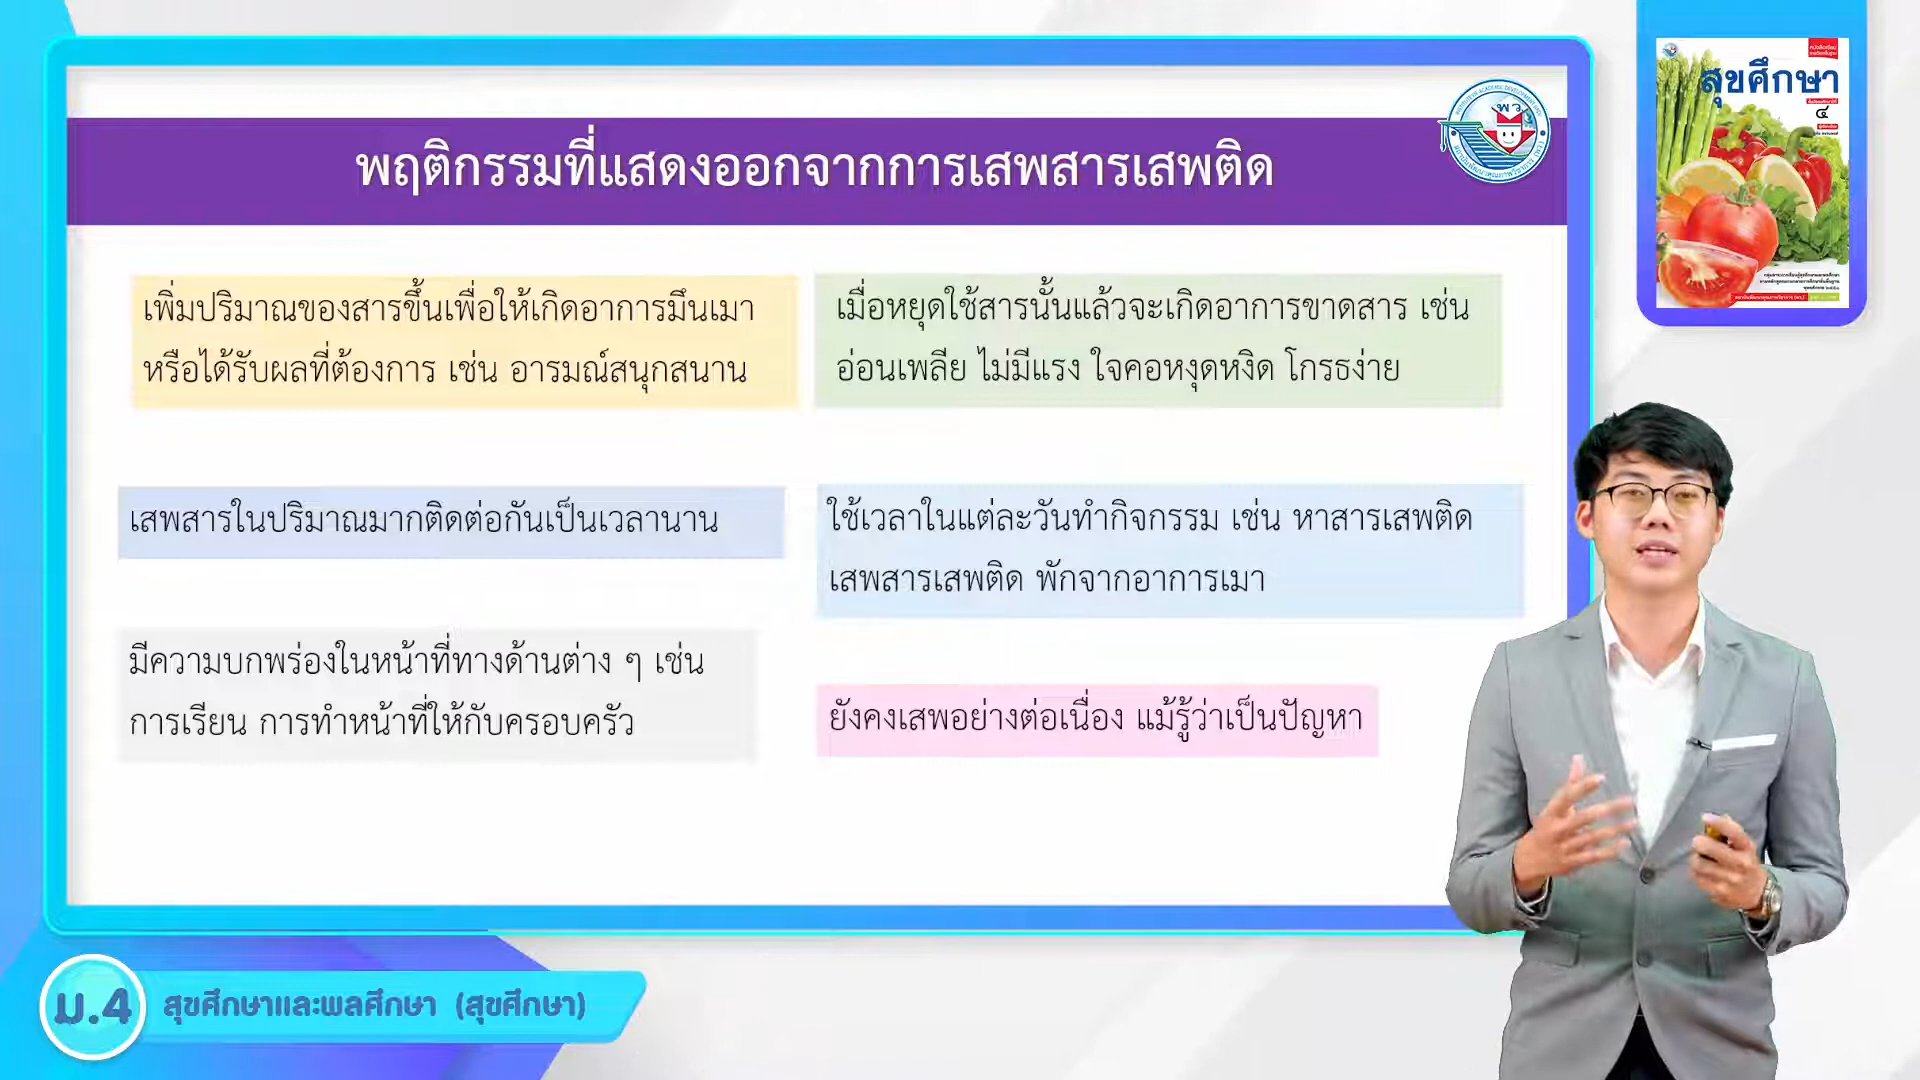 พฤติกรรมที่แสดงออกจากการเสพสารเสพติด
เพิ่มปริมาณของสารขึ้นเพื่อให้เกิดอาการมึนเมา
หรือได้รับผลที่ต้องการ เช่น อารมณ์สนุกสนาน
เมื่อหยุดใช้สารนั้นแล้วจะเกิดอาการขาดสาร เช่น
อ่อนเพลีย ไม่มีแรง ใจคอหงุดหงิด โกรธง่าย
เสพสารในปริมาณมากติดต่อกันเป็นเวลานาน
ใช้เวลาในแต่ละวันทำกิจกรรม เช่น หาสารเสพติด
เสพสารเสพติด พักจากอาการเมา
มีความบกพร่องในหน้าที่ทางด้านต่าง ๆ เช่น
การเรียน การทำหน้าที่ให้กับครอบครัว
ยังคงเสพอย่างต่อเนื่อง แม้รู้ว่าเป็นปัญหา
สุขศึกษา
๔
ม.4
สุขศึกษาและพลศึกษา (สุขศึกษา)